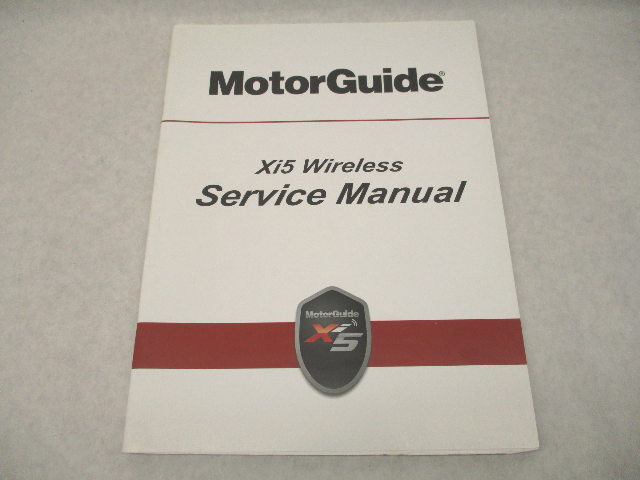 MotorGuide®
Xi5 Wireless
Service Manual
MotorGuide
Xi5